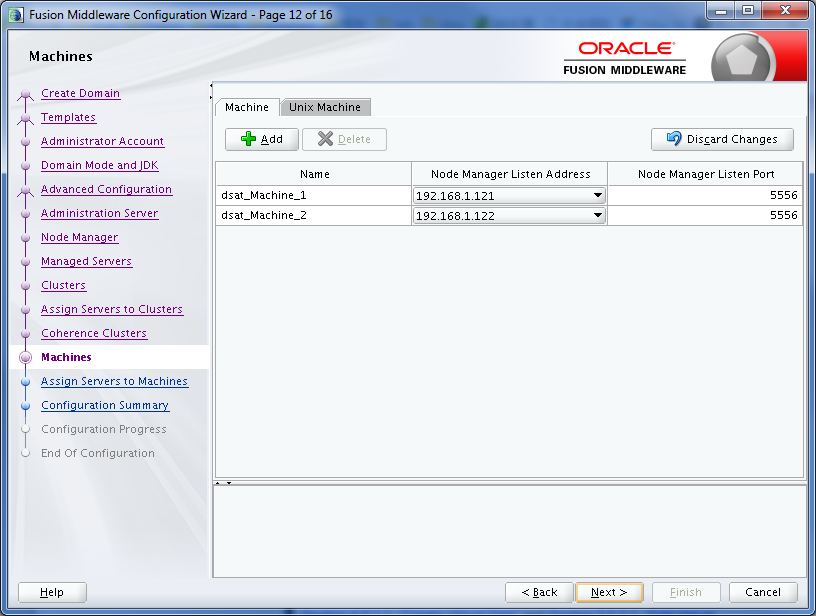 Fusion Middleware Configuration Wizard - Page 12 of 16
Machines
ORACLE
FUSION MIDDLEWARE
Create Domain
Templates
Administrator Account
Domain Mode and JDK
Advanced Configuration
Administration Server
Node Manager
Managed Servers
Clusters
Assign Servers to Clusters
Coherence Clusters
Machines
Assign Servers to Machines
Configuration Summary
Configuration Progress
End Of Configuration
Machine Unix Machine
Add Delete Discard Changes
Name Node Manager Listen Address Node Manager Listen Port
dsat_Machine_1 192.168.1.121 5556
dsat_Machine_2 192.168.1.122 5556
Help < Back Next > Finish Cancel